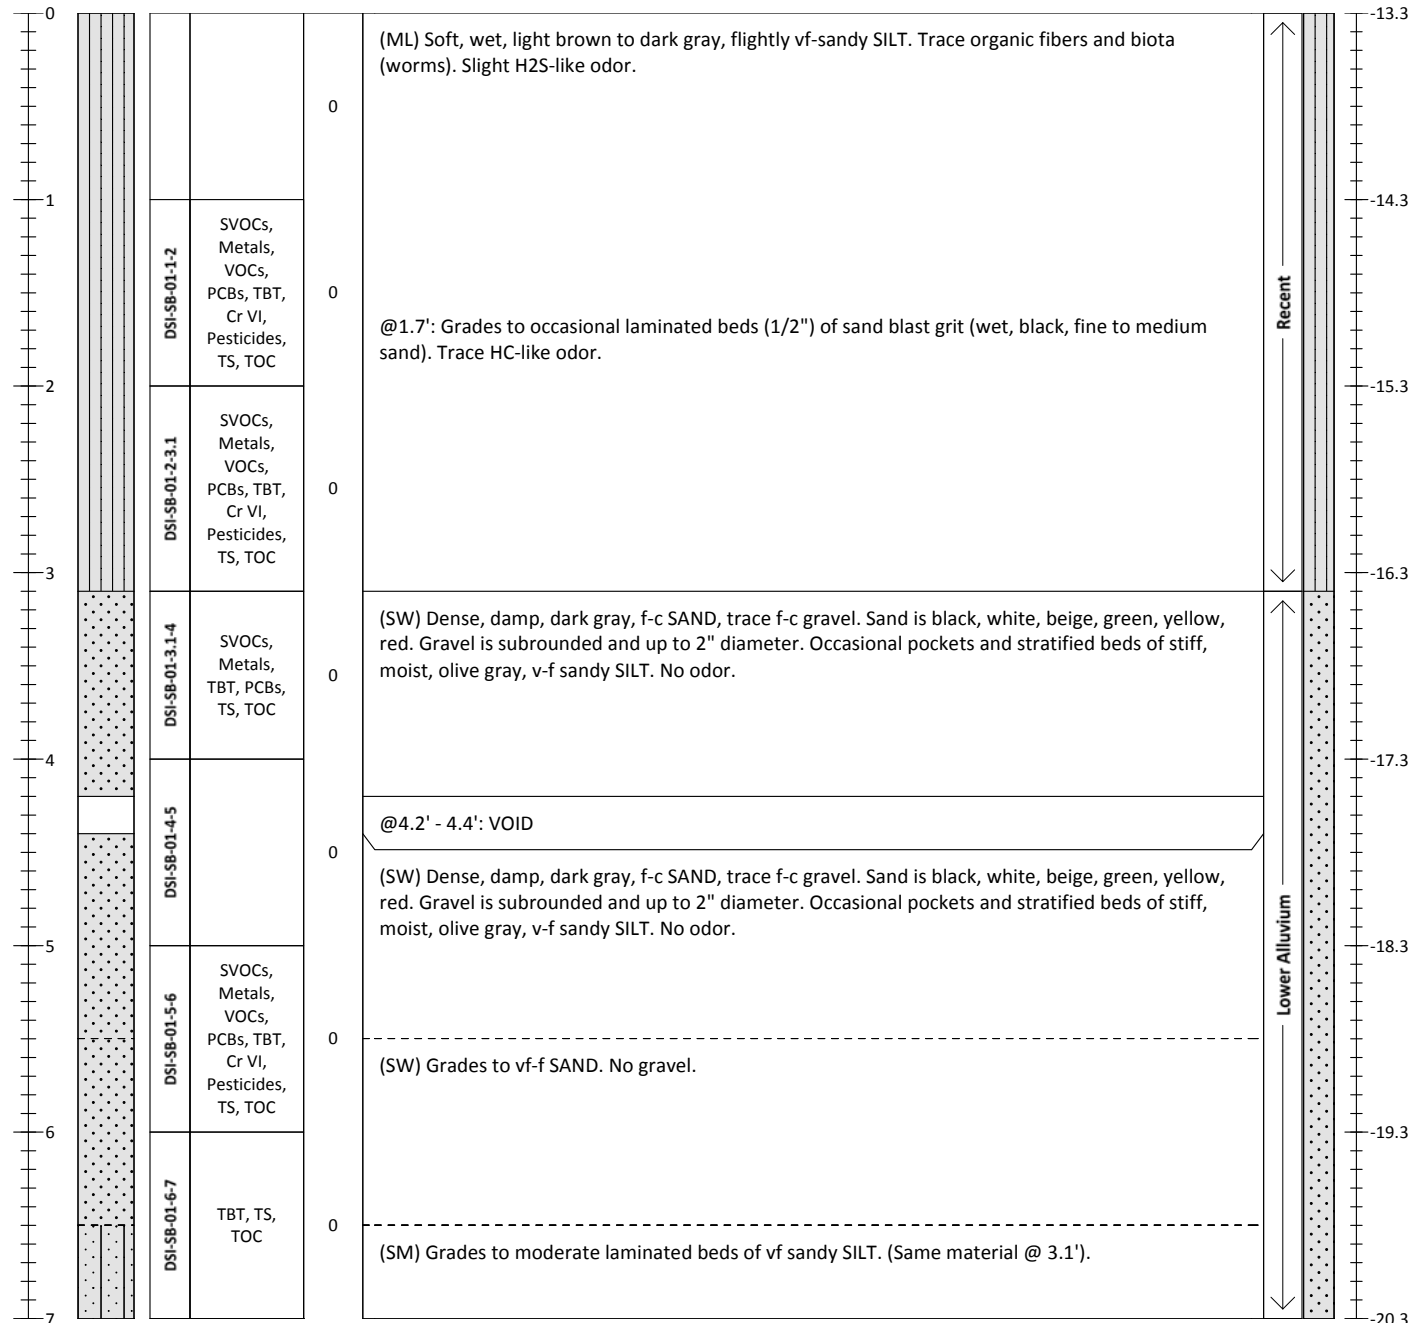 0
-13.3
(ML) Soft, wet, light brown to dark gray, flightly vf-sandy SILT. Trace organic fibers and biota
(worms). Slight H2S-like odor.
0
1
-14.3
DSI-SB-01-1-2
SVOCs,
Metals,
VOCs,
PCBs, TBT,
Cr VI,
Pesticides,
TS, TOC
0
@1.7': Grades to occasional laminated beds (1/2") of sand blast grit (wet, black, fine to medium
sand). Trace HC-like odor.
Recent
2
-15.3
DSI-SB-01-2-3.1
SVOCs,
Metals,
VOCs,
PCBs, TBT,
Cr VI,
Pesticides,
TS, TOC
0
3
-16.3
DSI-SB-01-3.1-4
SVOCs,
Metals,
TBT, PCBs,
TS, TOC
0
(SW) Dense, damp, dark gray, f-c SAND, trace f-c gravel. Sand is black, white, beige, green, yellow,
red. Gravel is subrounded and up to 2" diameter. Occasional pockets and stratified beds of stiff,
moist, olive gray, v-f sandy SILT. No odor.
4
-17.3
DSI-SB-01-4-5
0
@4.2' - 4.4': VOID
(SW) Dense, damp, dark gray, f-c SAND, trace f-c gravel. Sand is black, white, beige, green, yellow,
red. Gravel is subrounded and up to 2" diameter. Occasional pockets and stratified beds of stiff,
moist, olive gray, v-f sandy SILT. No odor.
Lower Alluvium
5
-18.3
DSI-SB-01-5-6
SVOCs,
Metals,
VOCs,
PCBs, TBT,
Cr VI,
Pesticides,
TS, TOC
0
(SW) Grades to vf-f SAND. No gravel.
6
-19.3
DSI-SB-01-6-7
TBT, TS,
TOC
0
(SM) Grades to moderate laminated beds of vf sandy SILT. (Same material @ 3.1').
7
-20.3